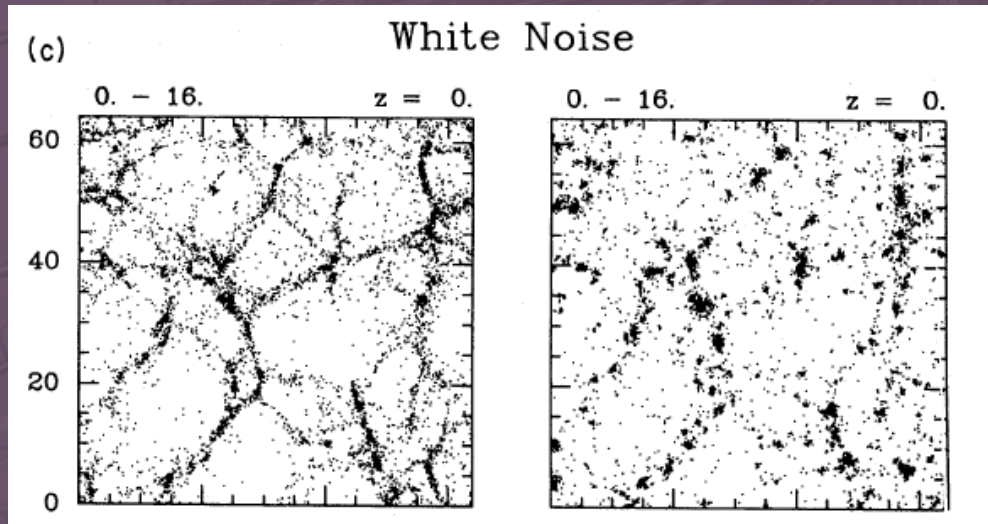 (c) White Noise
0. - 16. z = 0. 0. - 16. z = 0.
60
40
20
0